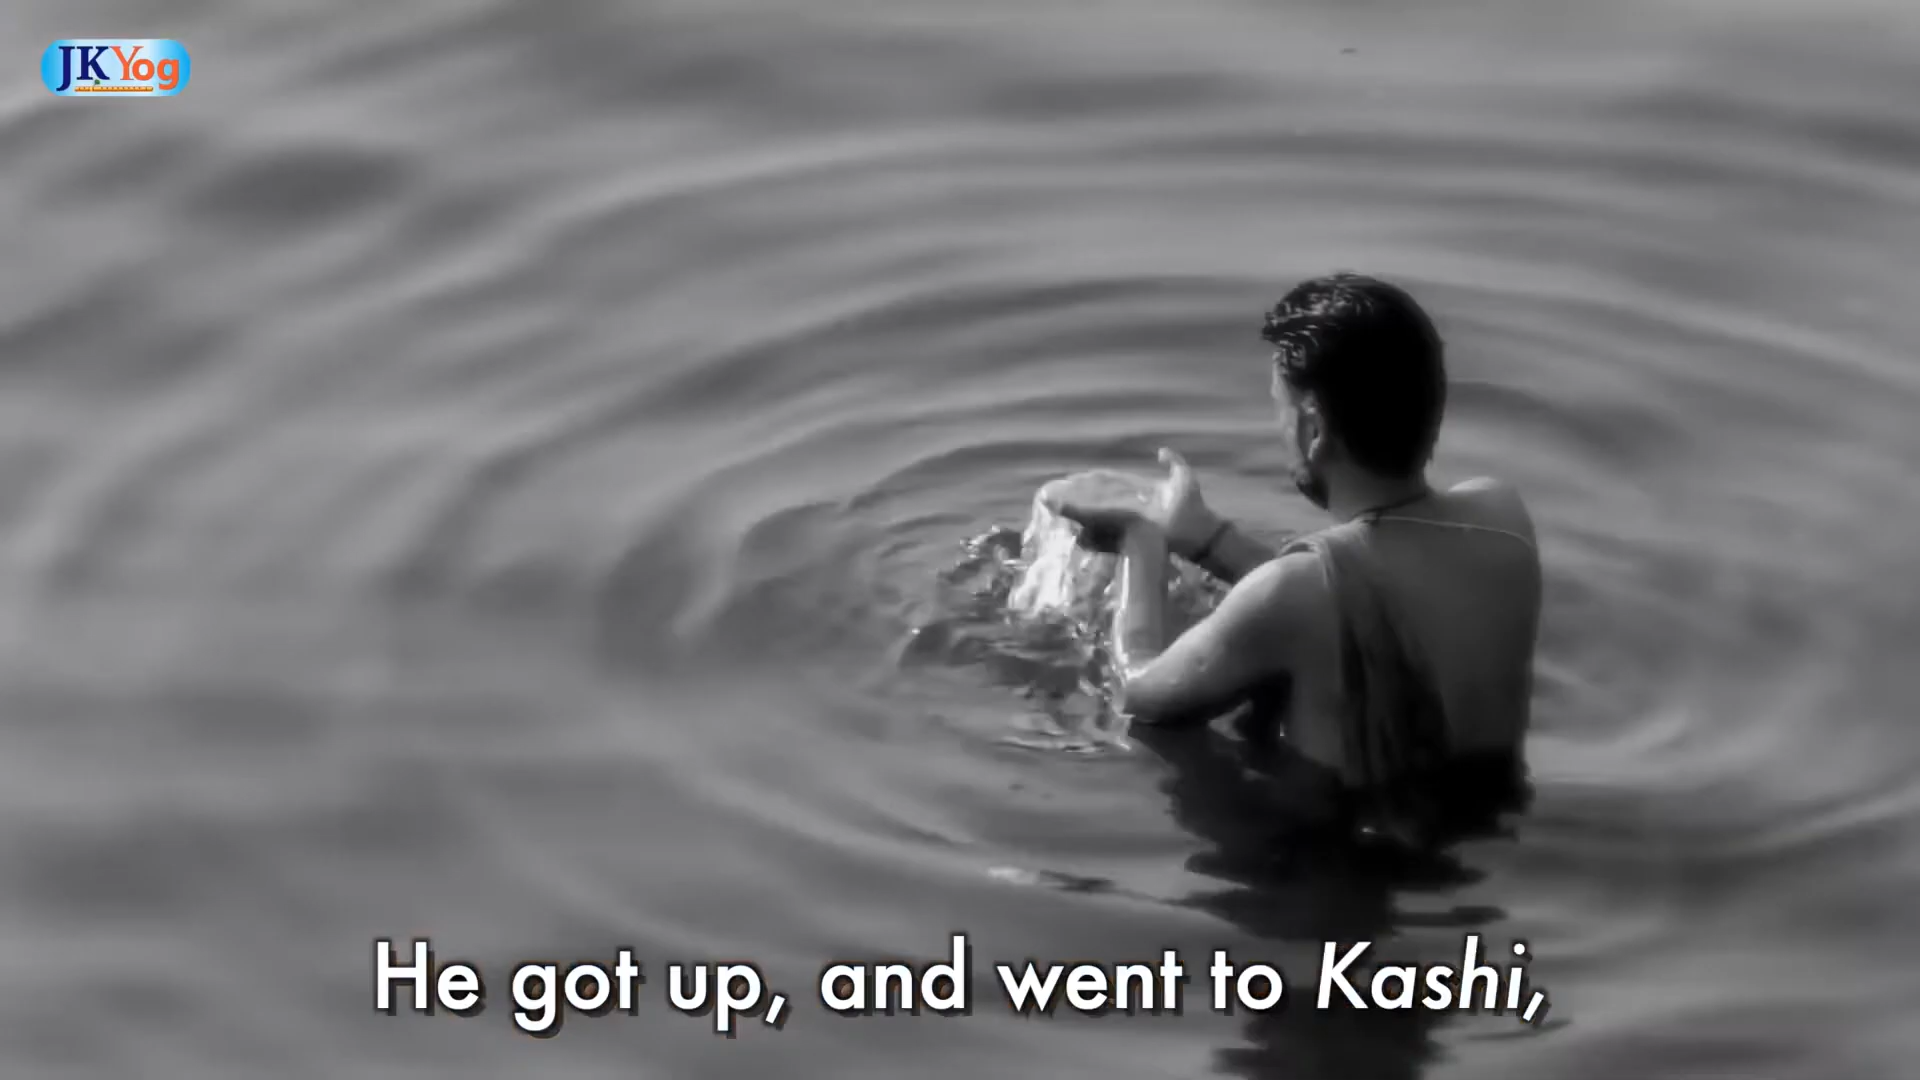 JKYog
He got up, and went to Kashi,